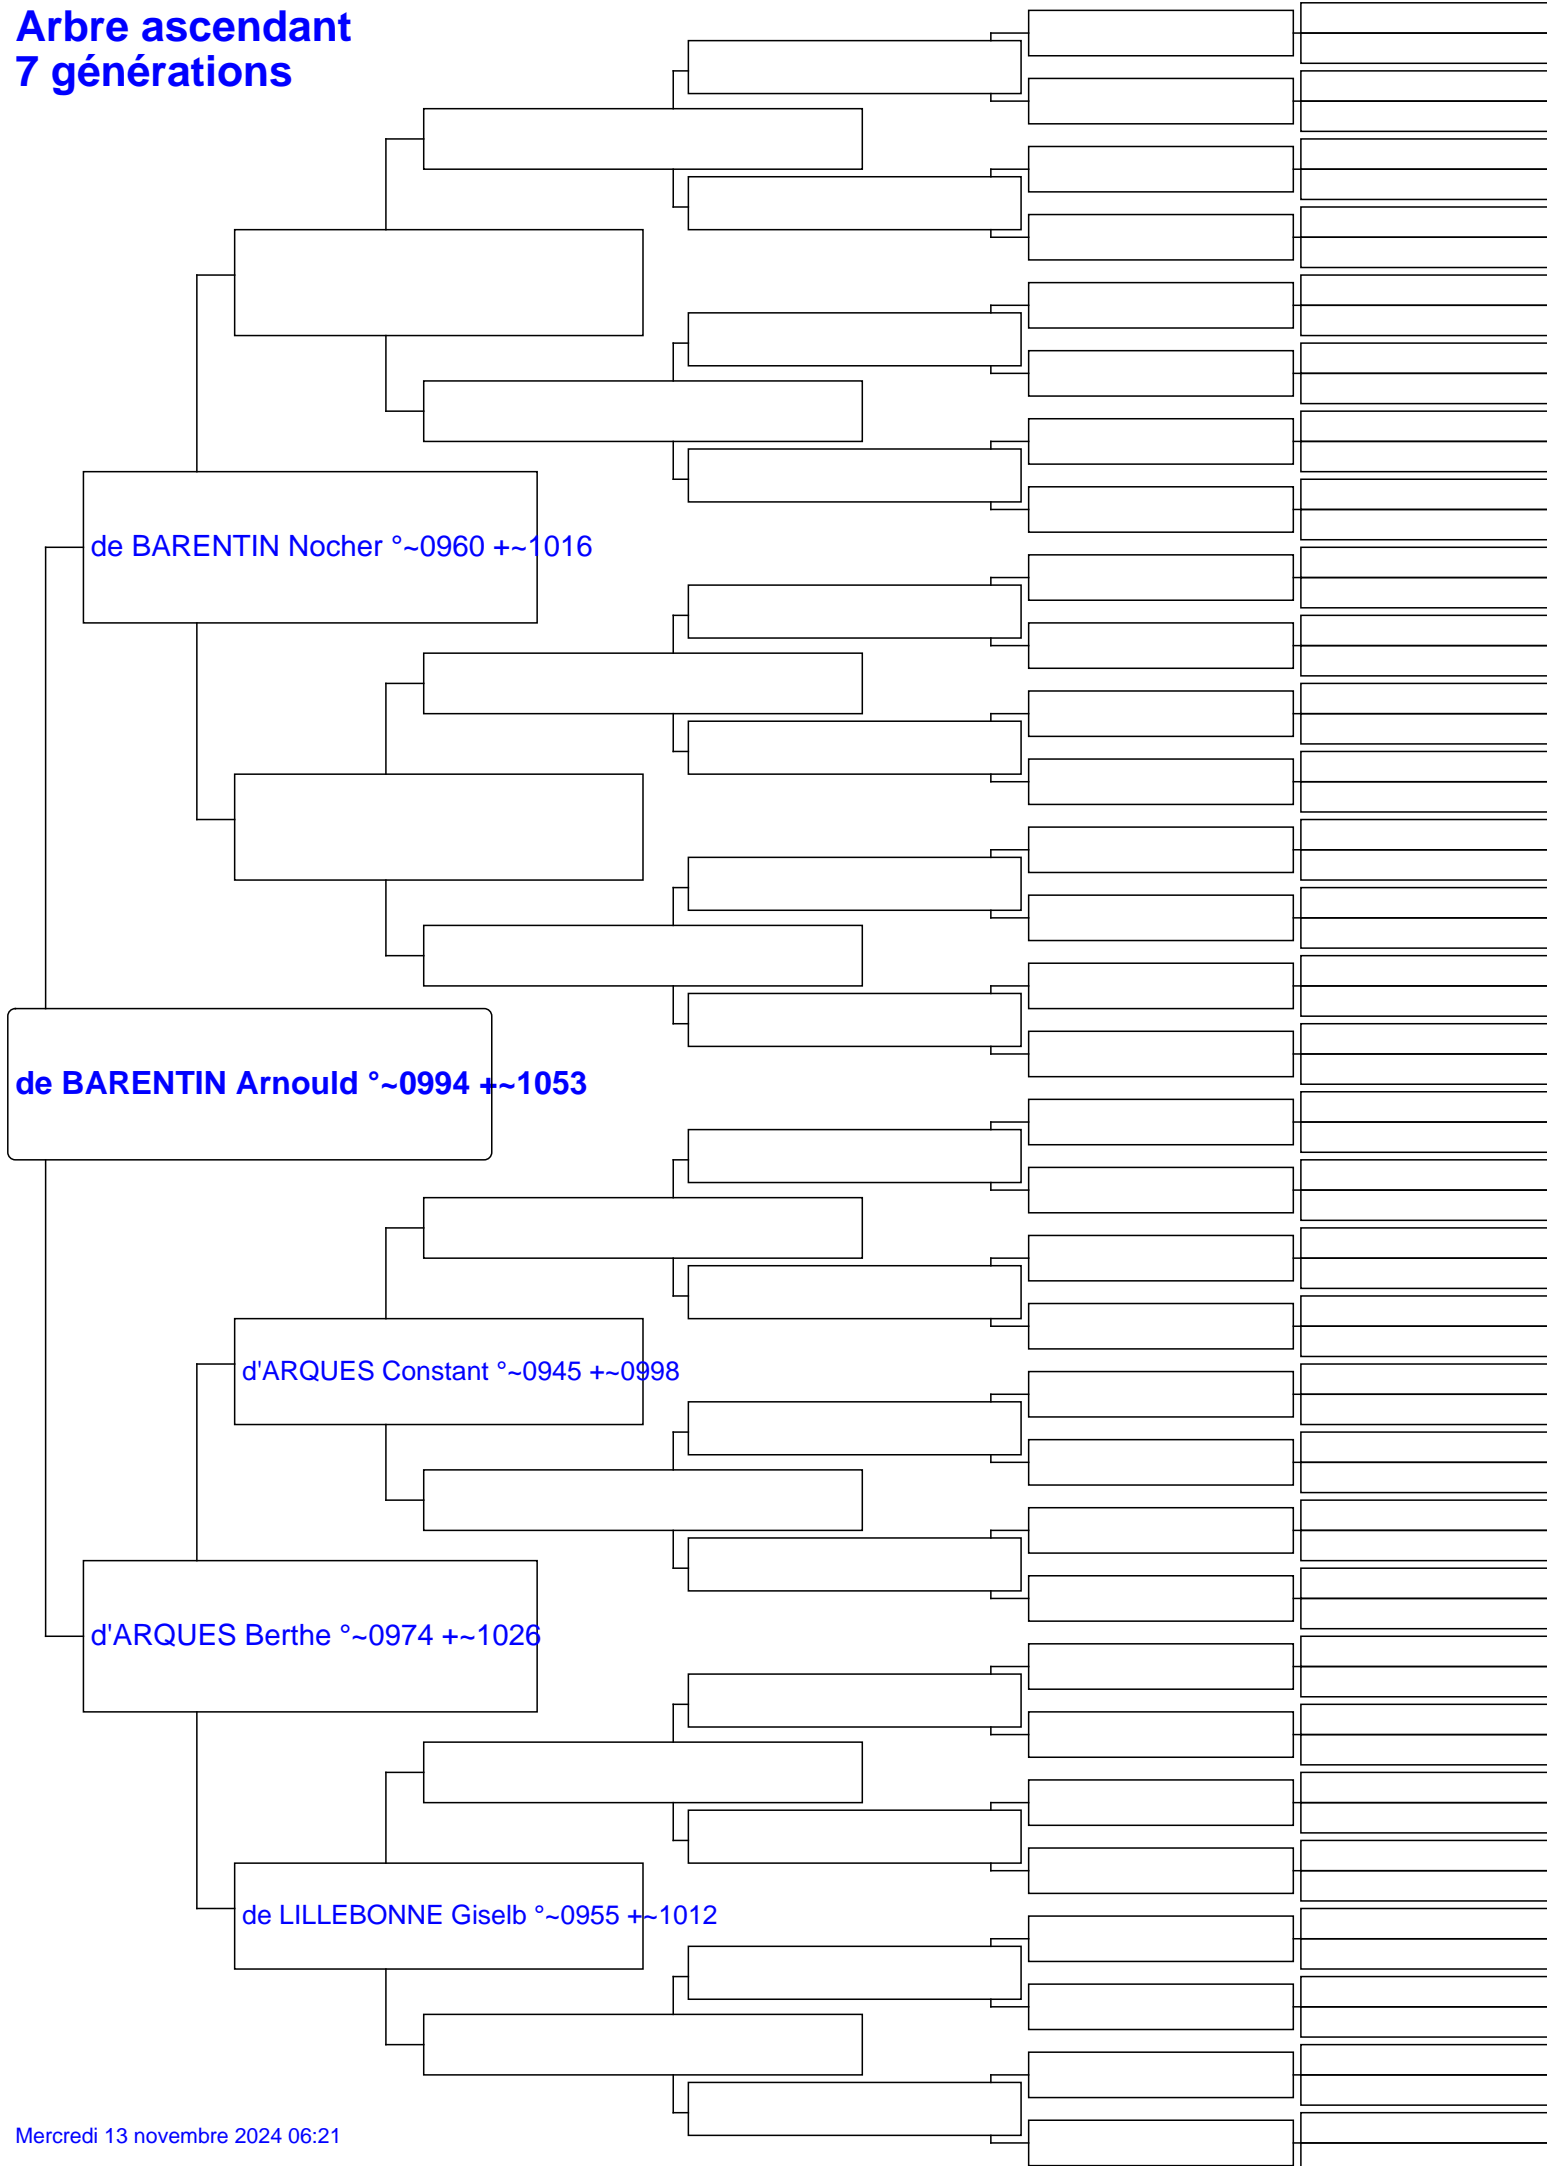 Arbre ascendant
7 générations
de BARENTIN Nocher °~0960 +~1016
de BARENTIN Arnould °~0994 +~1053
d'ARQUES Constant °~0945 +~0998
d'ARQUES Berthe °~0974 +~1026
de LILLEBONNE Giselb °~0955 +~1012
Mercredi 13 novembre 2024 06:21